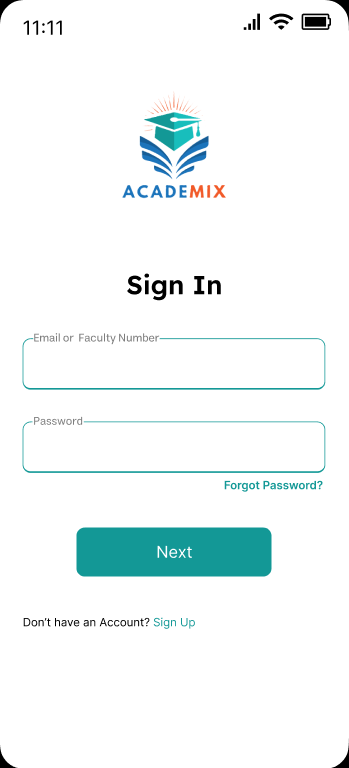 11:11
ACADEMIX
Sign In
Email or Faculty Number
Password
Forgot Password?
Next
Don't have an Account? Sign Up